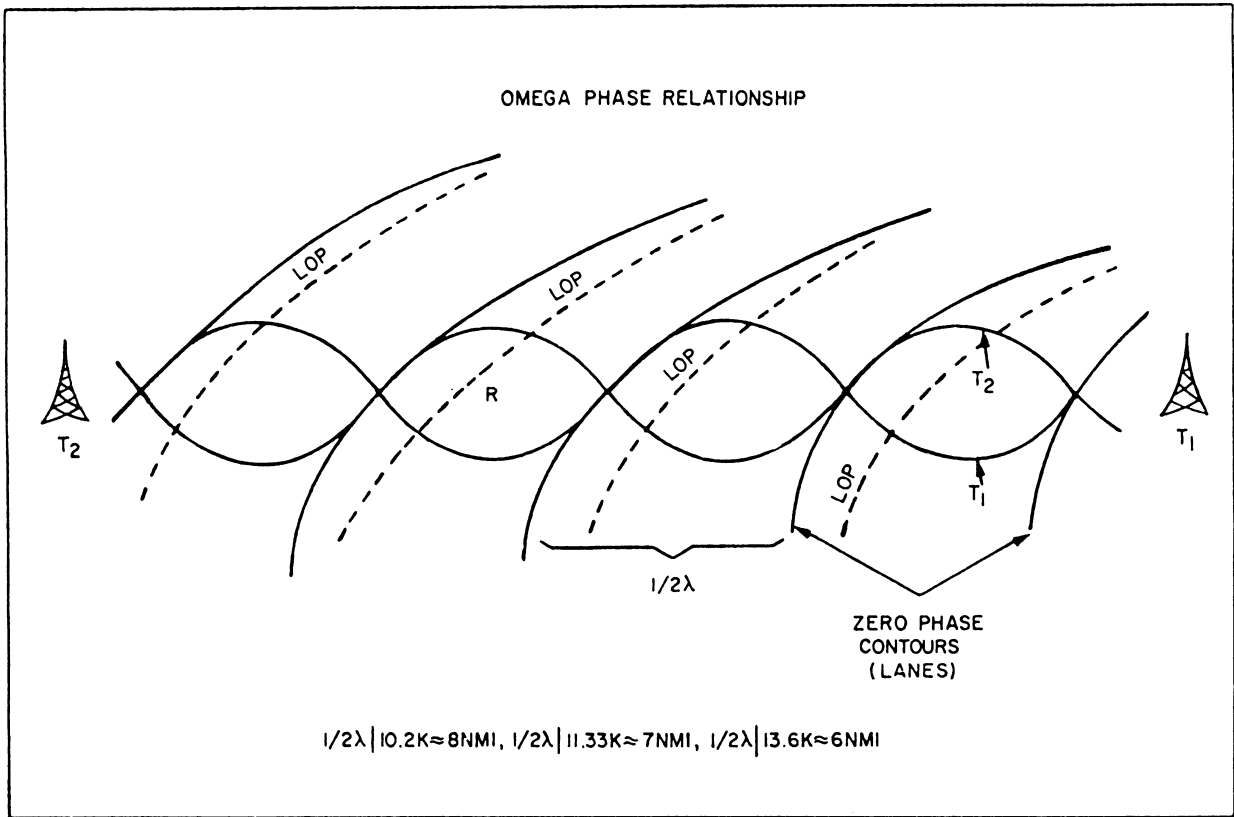 OMEGA PHASE RELATIONSHIP
LOP
LOP
LOP
R
T2
T2
T1
LOP
T1
1/2λ
ZERO PHASE
CONTOURS
(LANES)
1/2λ|10.2K≈8NMI, 1/2λ|11.33K≈7NMI, 1/2λ|13.6K≈6NMI